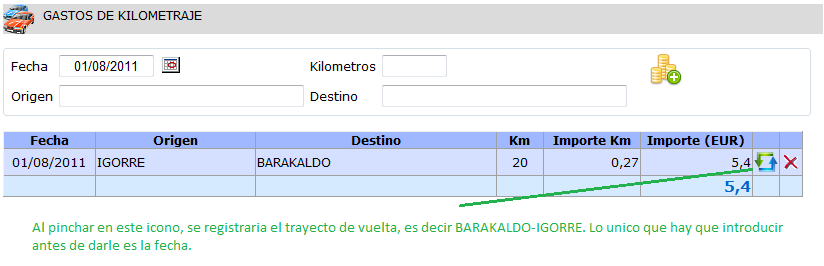 GASTOS DE KILOMETRAJE
Fecha 01/08/2011 Kilometros
Origen Destino
Fecha Origen Destino Km Importe Km Importe (EUR)
01/08/2011 IGORRE BARAKALDO 20 0,27 5,4
5,4
Al pinchar en este icono, se registraria el trayecto de vuelta, es decir BARAKALDO-IGORRE. Lo unico que hay que introducir
antes de darle es la fecha.